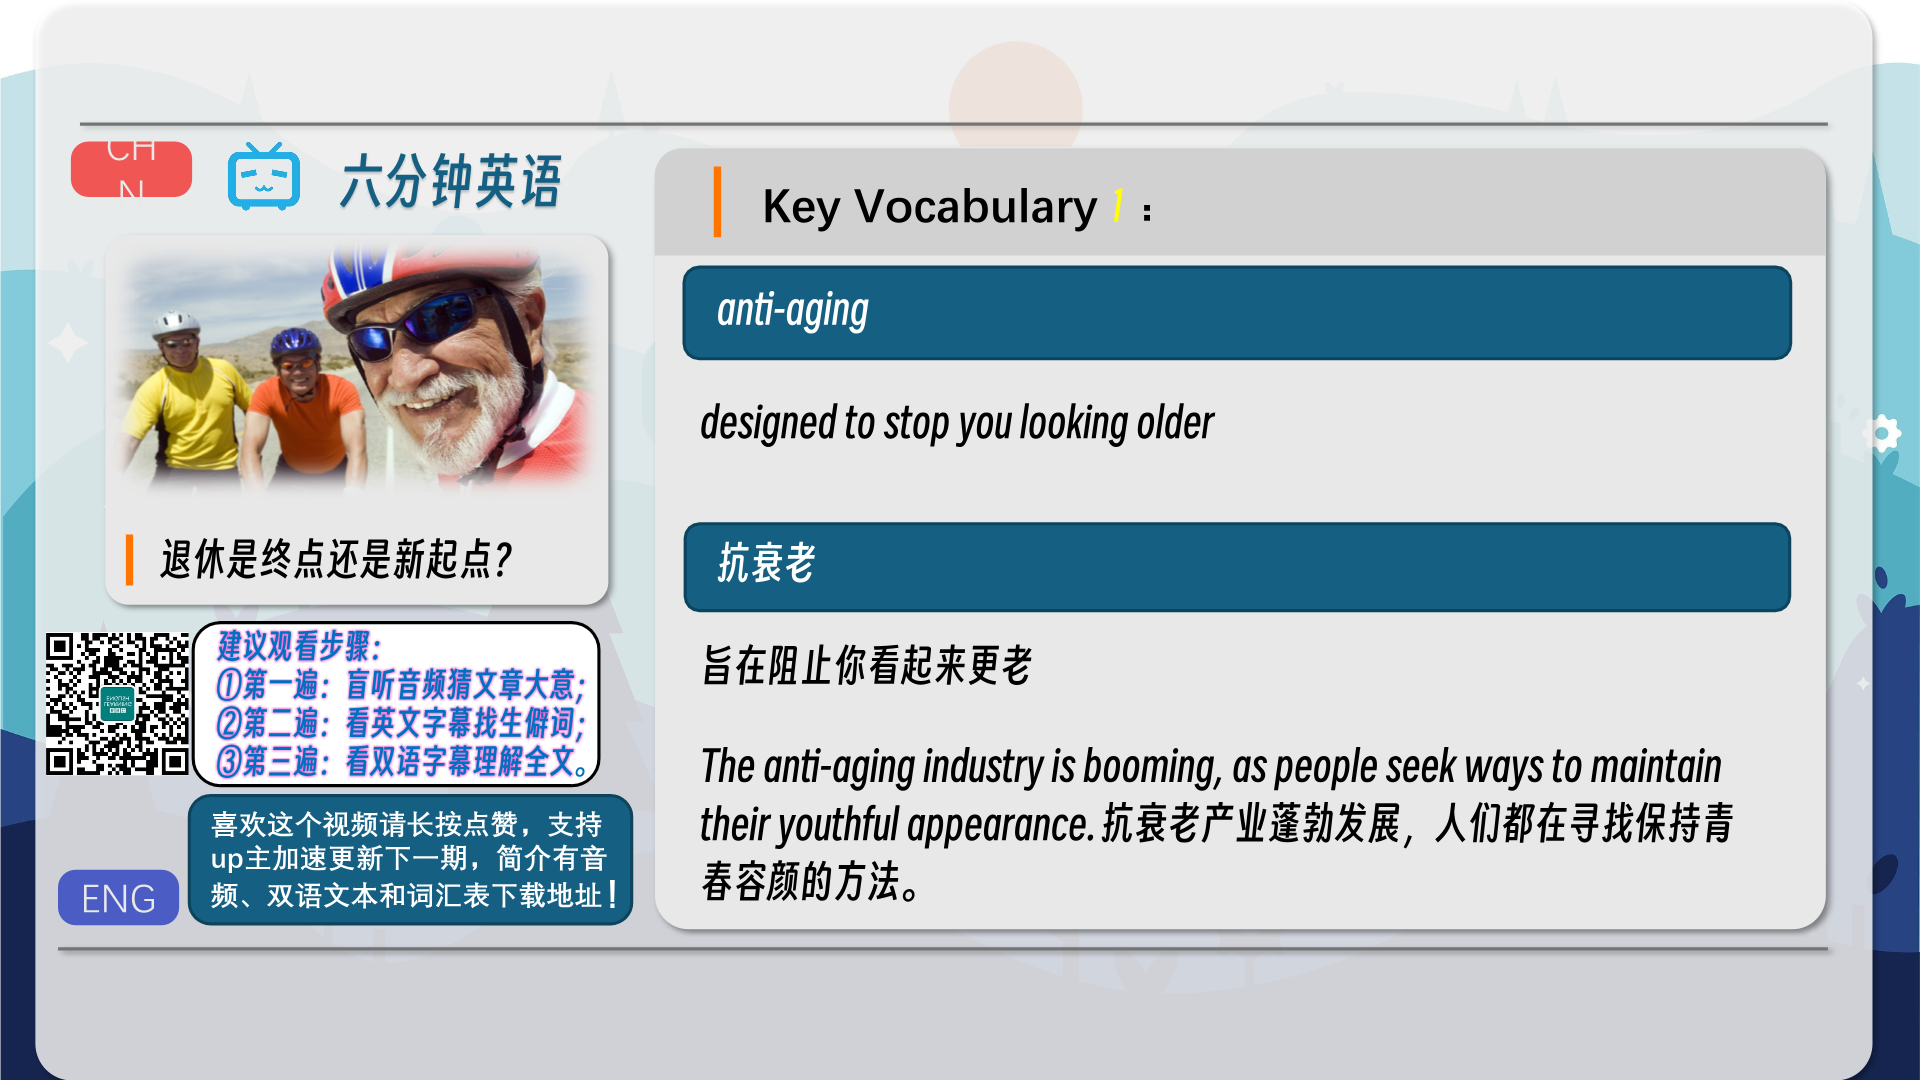 CH
N
六分钟英语
退休是终点还是新起点？
建议观看步骤：
①第一遍：盲听音频猜文章大意；
②第二遍：看英文字幕找生僻词；
③第三遍：看双语字幕理解全文。
喜欢这个视频请长按点赞，支持
up主加速更新下一期，简介有音
频、双语文本和词汇表下载地址！
ENG
Key Vocabulary 1：
anti-aging
designed to stop you looking older
抗衰老
旨在阻止你看起来更老
The anti-aging industry is booming, as people seek ways to maintain
their youthful appearance. 抗衰老产业蓬勃发展，人们都在寻找保持青
春容颜的方法。